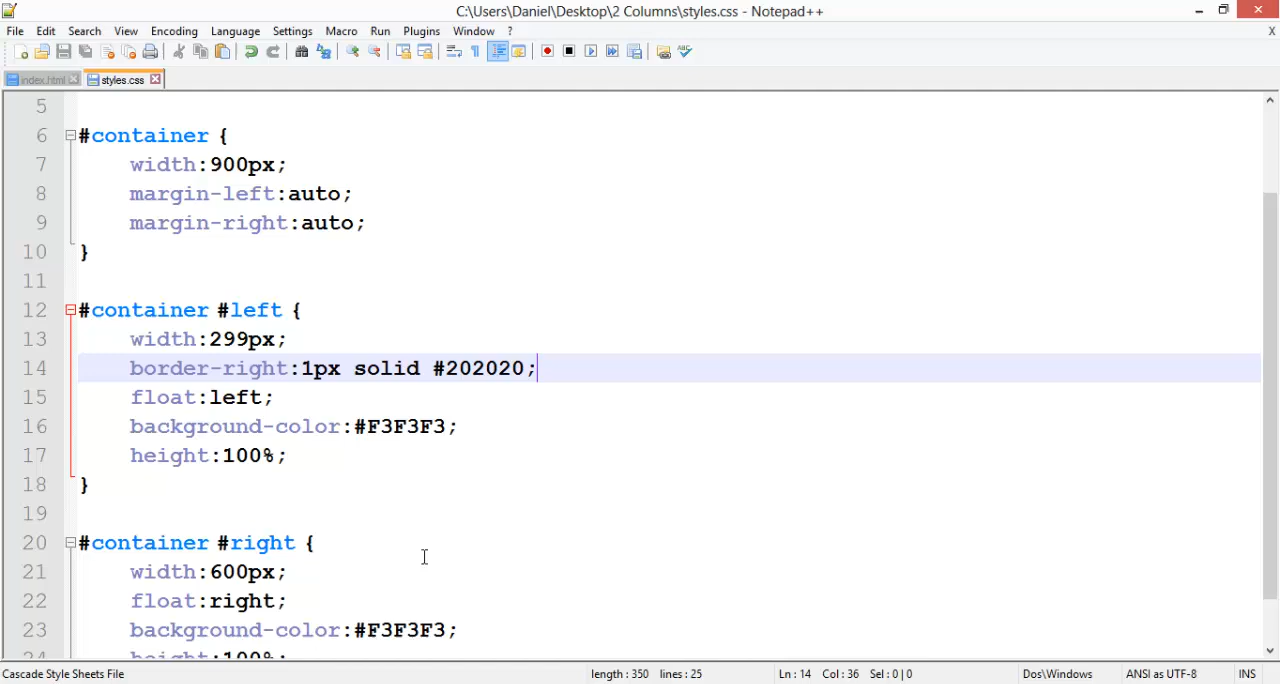 C:\Users\Daniel\Desktop\2 Columns\styles.css - Notepad++
File Edit Search View Encoding Language Settings Macro Run Plugins Window ? X
index.html styles.css
5
6 #container {
7 width:900px;
8 margin-left:auto;
9 margin-right:auto;
10 }
11
12 #container #left {
13 width:299px;
14 border-right:1px solid #202020;
15 float:left;
16 background-color:#F3F3F3;
17 height:100%;
18 }
19
20 #container #right {
21 width:600px;
22 float:right;
23 background-color:#F3F3F3;
24 height:100%;
Cascade Style Sheets File length : 350 lines : 25 Ln : 14 Col : 36 Sel : 0 | 0 Dos\Windows ANSI as UTF-8 INS